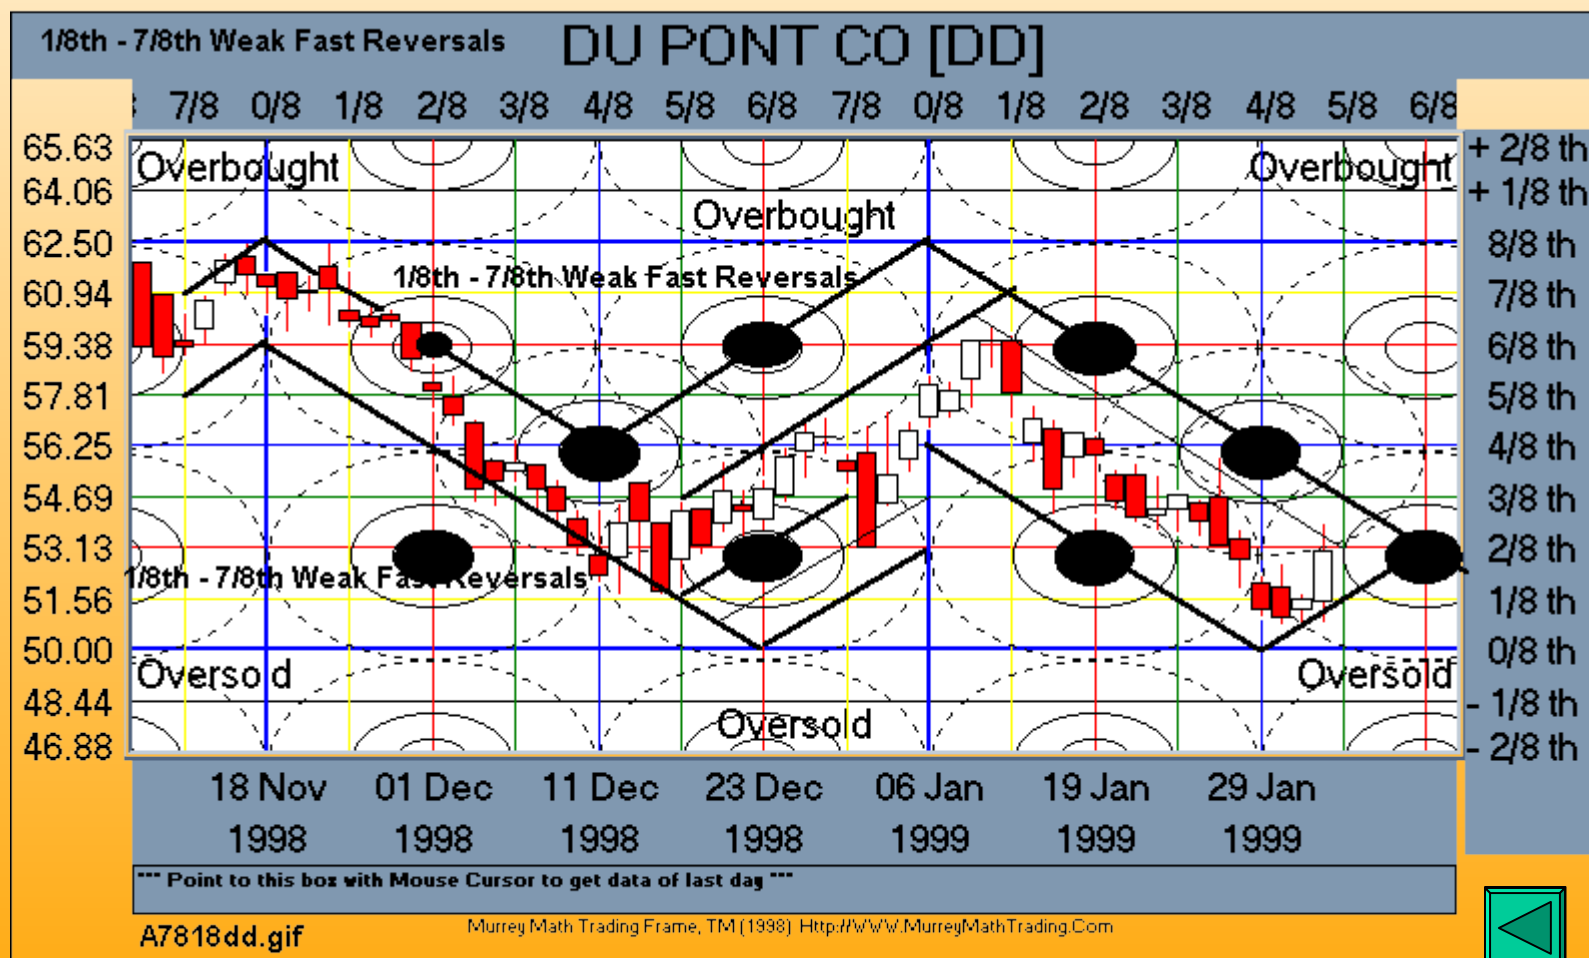 1/8th - 7/8th Weak Fast Reversals
DU PONT CO [DD]
7/8 0/8 1/8 2/8 3/8 4/8 5/8 6/8 7/8 0/8 1/8 2/8 3/8 4/8 5/8 6/8
65.63 + 2/8 th
Overbought Overbought
64.06 + 1/8 th
Overbought
62.50 8/8 th
1/8th - 7/8th Weak Fast Reversals
60.94 7/8 th
59.38 6/8 th
57.81 5/8 th
56.25 4/8 th
54.69 3/8 th
53.13 2/8 th
1/8th - 7/8th Weak Fast Reversals
51.56 1/8 th
50.00 0/8 th
Oversold Oversold
48.44 - 1/8 th
Oversold
46.88 - 2/8 th
18 Nov 01 Dec 11 Dec 23 Dec 06 Jan 19 Jan 29 Jan
1998 1998 1998 1998 1999 1999 1999
*** Point to this box with Mouse Cursor to get data of last day ***
A7818dd.gif
Murrey Math Trading Frame, TM (1998) Http://WWW.MurreyMathTrading.Com